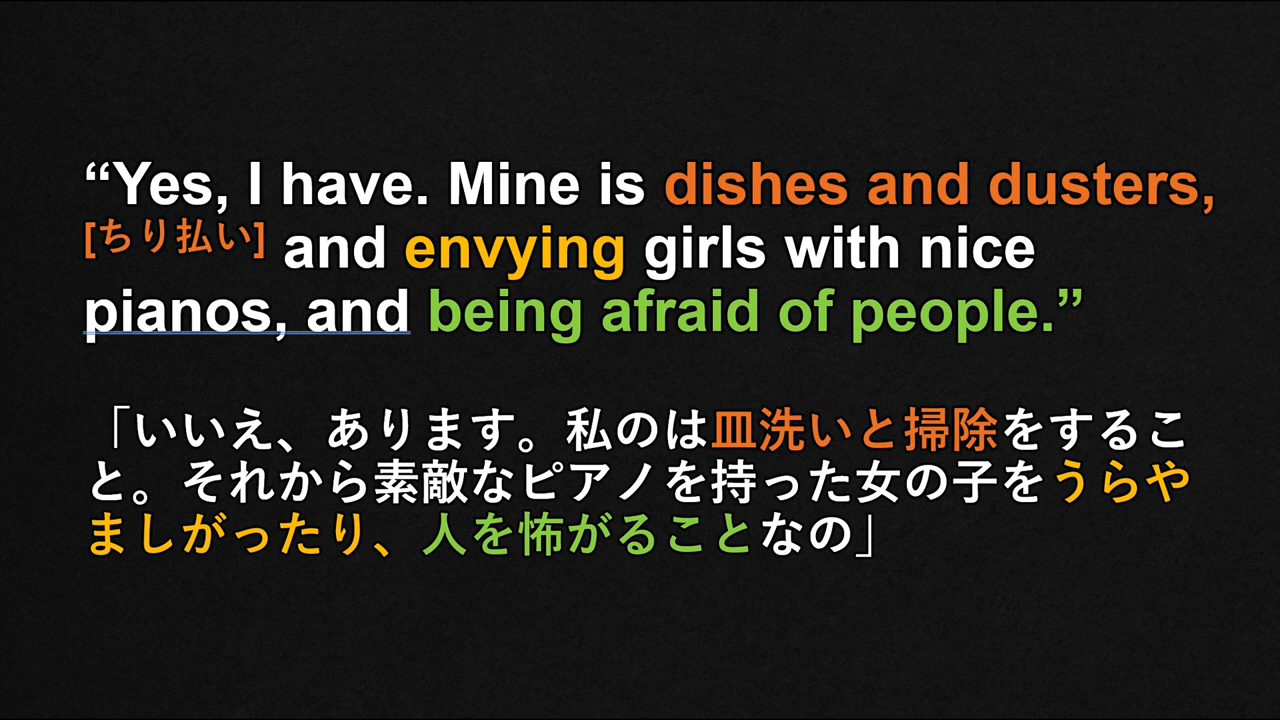 “Yes, I have. Mine is dishes and dusters,
[ちり払い] and envying girls with nice
pianos, and being afraid of people.”
「いいえ、あります。私のは皿洗いと掃除をするこ
と。それから素敵なピアノを持った女の子をうらや
ましがったり、人を怖がることなの」